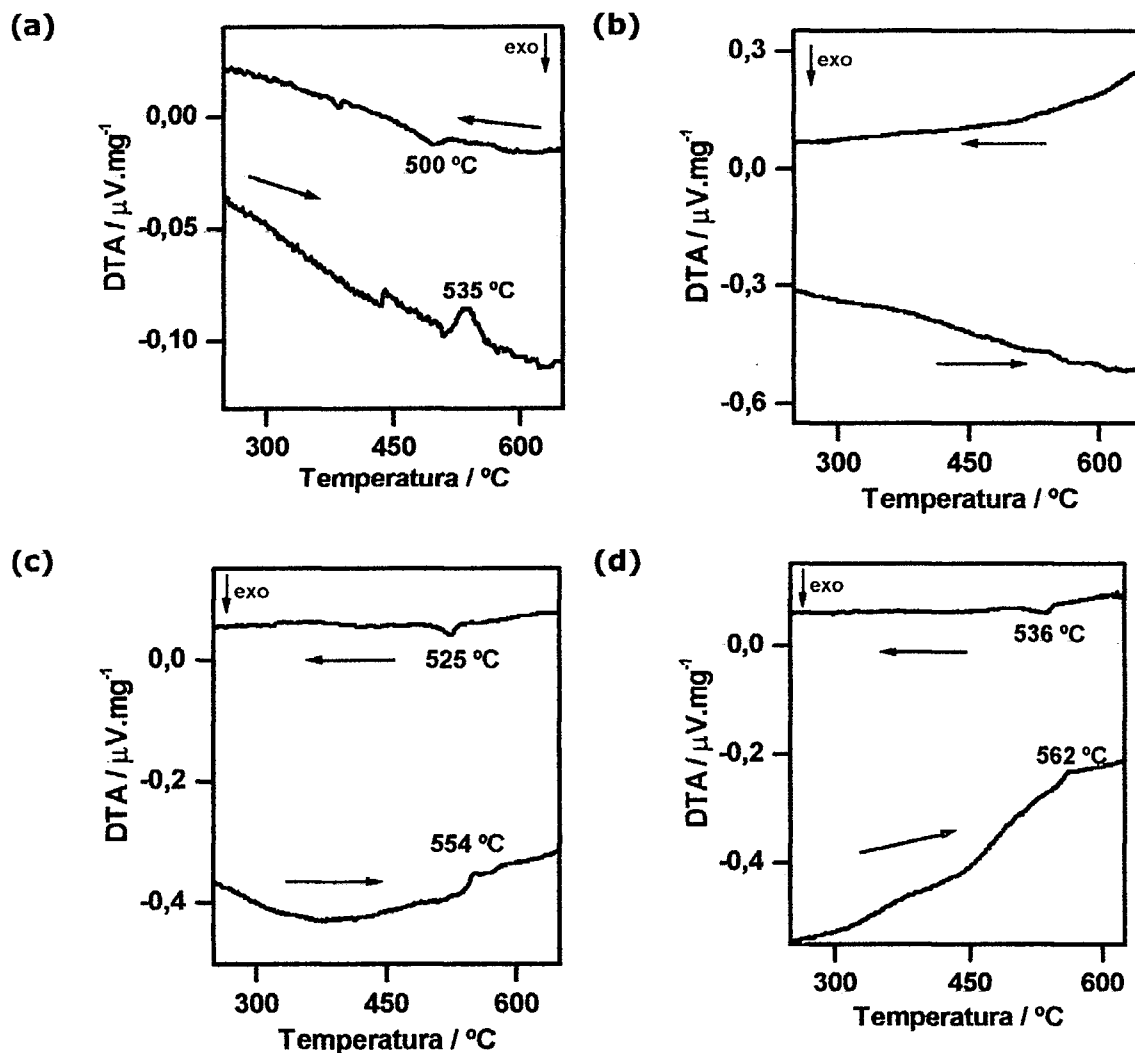 (a)
exo
0,00
-0,05
-0,10
500 ºC
535 ºC
DTA / μV.mg⁻¹
300 450 600
Temperatura / ºC
(b)
exo
0,3
0,0
-0,3
-0,6
DTA / μV.mg⁻¹
300 450 600
Temperatura / ºC
(c)
exo
0,0
-0,2
-0,4
525 ºC
554 ºC
DTA / μV.mg⁻¹
300 450 600
Temperatura / ºC
(d)
exo
0,0
-0,2
-0,4
536 ºC
562 ºC
DTA / μV.mg⁻¹
300 450 600
Temperatura / ºC